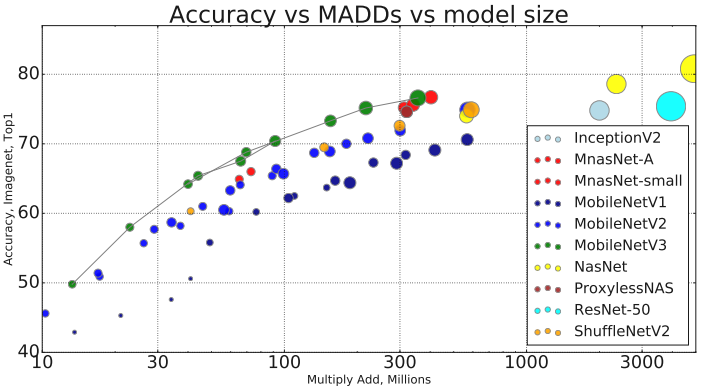 Accuracy vs MADDs vs model size
Accuracy, Imagenet, Top1
80
70
60
50
40
10
30
100
300
1000
3000
Multiply Add, Millions
InceptionV2
MnasNet-A
MnasNet-small
MobileNetV1
MobileNetV2
MobileNetV3
NasNet
ProxylessNAS
ResNet-50
ShuffleNetV2